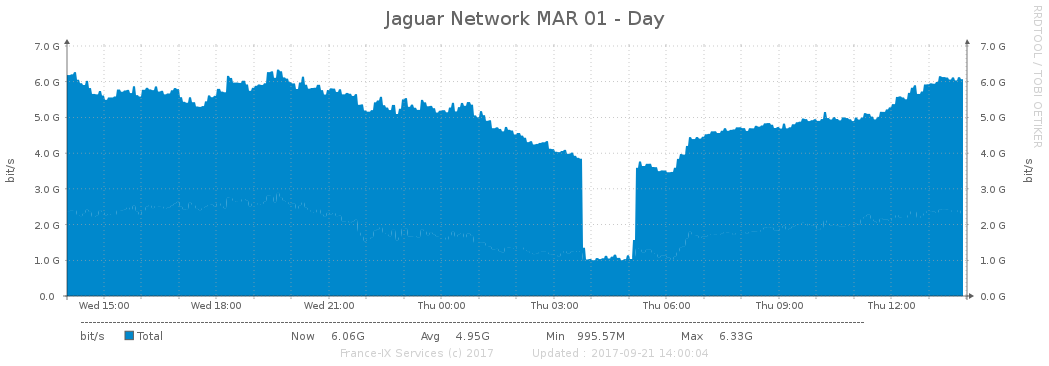 Jaguar Network MAR 01 - Day
RRDTOOL / TOBI OETIKER
7.0 G 7.0 G
6.0 G 6.0 G
5.0 G 5.0 G
4.0 G 4.0 G
3.0 G 3.0 G
2.0 G 2.0 G
1.0 G 1.0 G
0.0 0.0 G
bit/s bit/s
Wed 15:00 Wed 18:00 Wed 21:00 Thu 00:00 Thu 03:00 Thu 06:00 Thu 09:00 Thu 12:00
bit/s Total Now 6.06G Avg 4.95G Min 995.57M Max 6.33G
France-IX Services (c) 2017 Updated : 2017-09-21 14:00:04